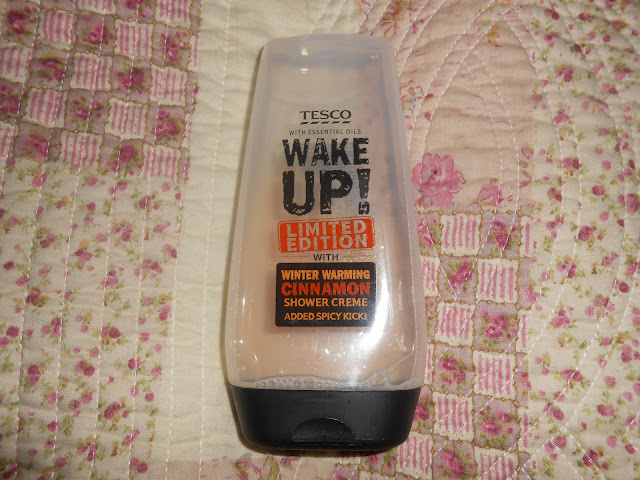 TESCO
WITH ESSENTIAL OILS
WAKE
UP!
LIMITED
EDITION
WITH
WINTER WARMING
CINNAMON
SHOWER CREME
ADDED SPICY KICK!